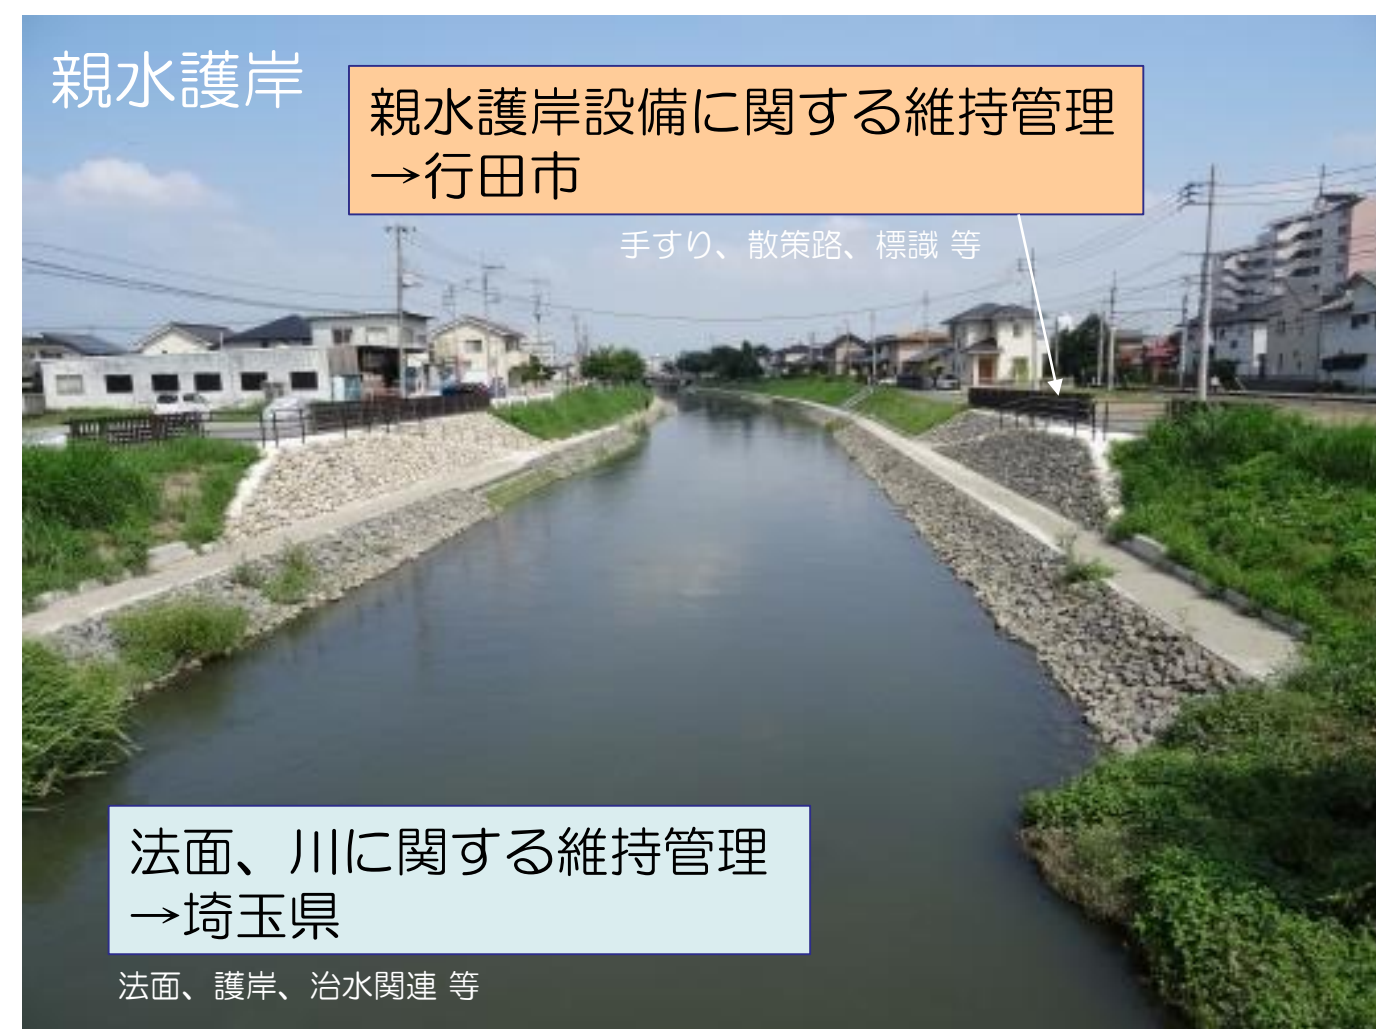 親水護岸
親水護岸設備に関する維持管理
→行田市
手すり、散策路、標識 等
法面、川に関する維持管理
→埼玉県
法面、護岸、治水関連 等